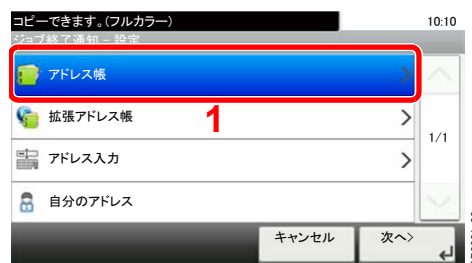 コピーできます。(フルカラー) 10:10
ジョブ終了通知 - 設定
アドレス帳
拡張アドレス帳
1
1/1
アドレス入力
自分のアドレス
キャンセル 次へ>